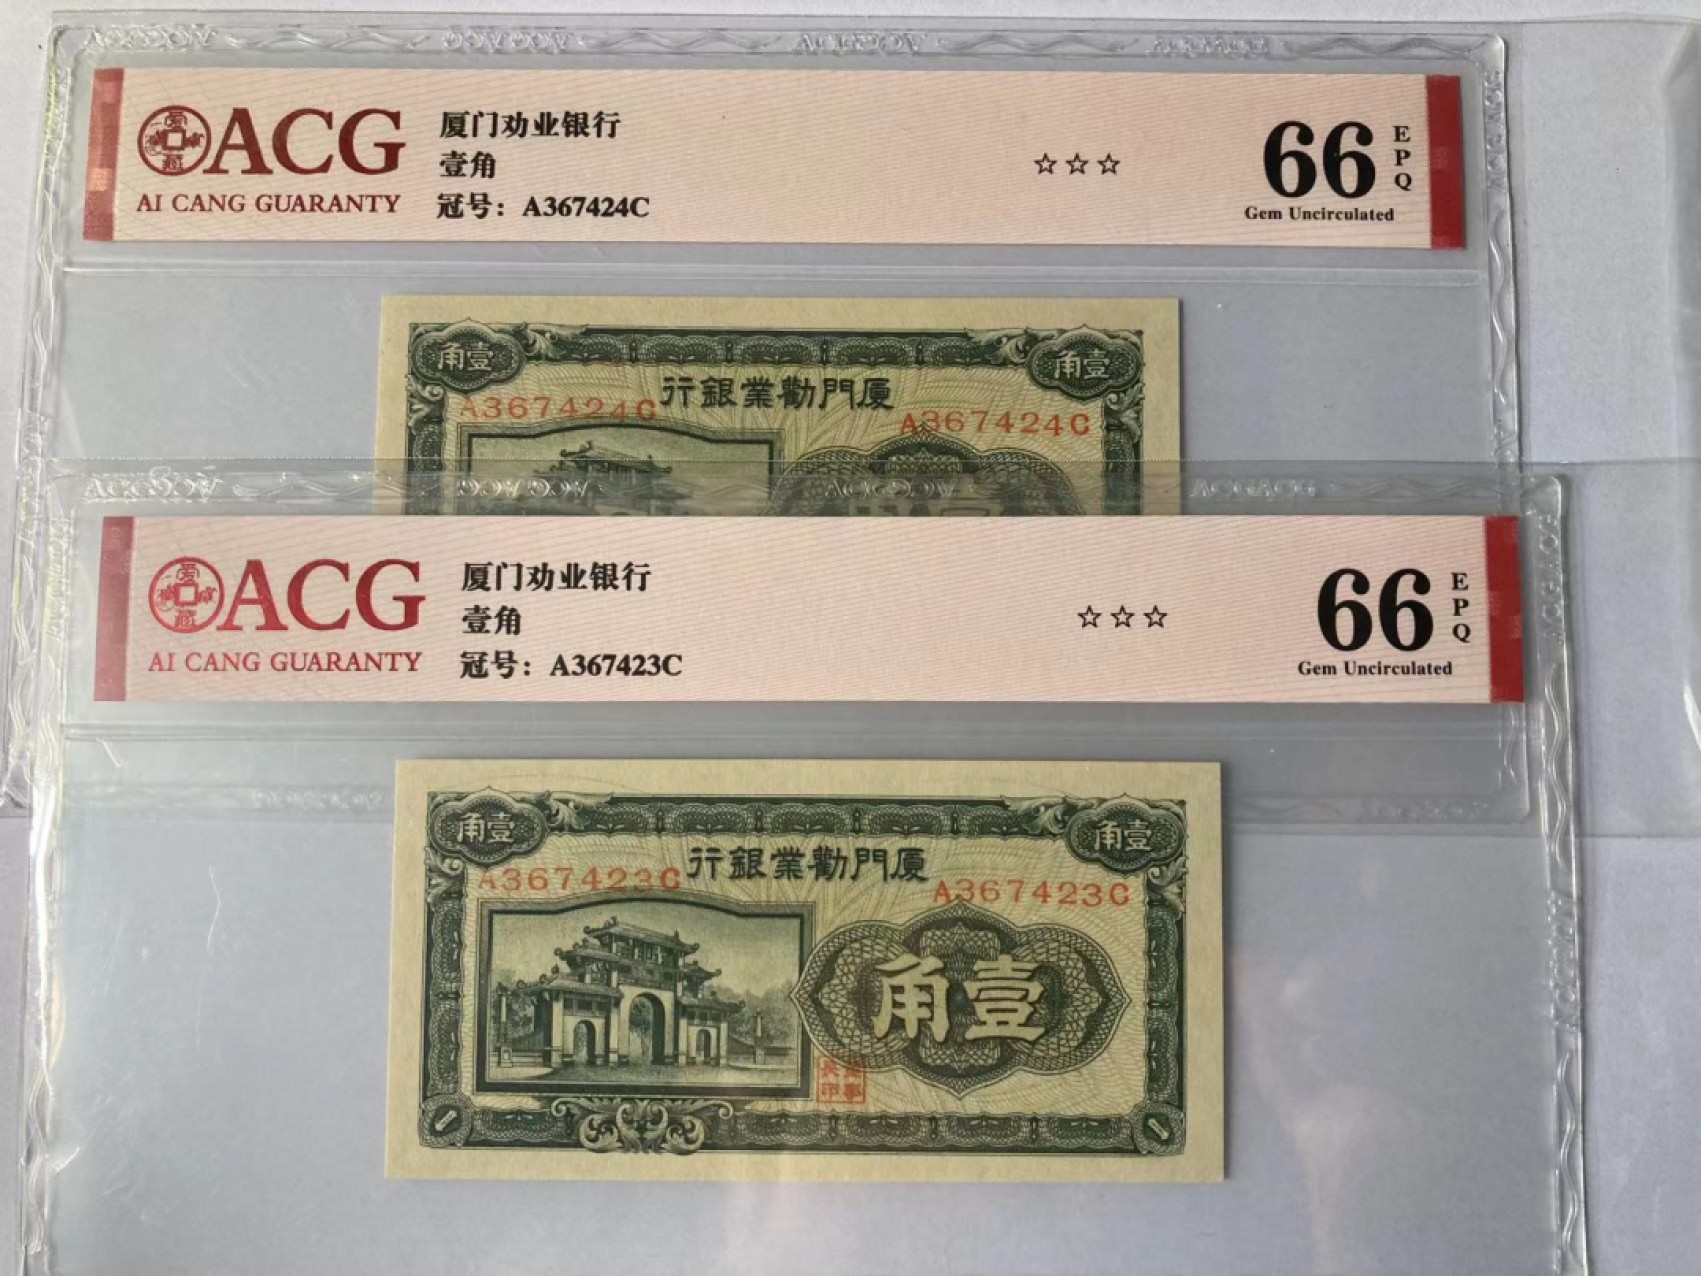 ACG
AI CANG GUARANTY
厦门劝业银行
壹角
冠号：A367424C
☆☆☆
66
EPQ
Gem Uncirculated
角壹
角壹
行銀業勸門厦
A367424C
A367424C
ACG
AI CANG GUARANTY
厦门劝业银行
壹角
冠号：A367423C
☆☆☆
66
EPQ
Gem Uncirculated
角壹
角壹
行銀業勸門厦
A367423C
A367423C
角壹